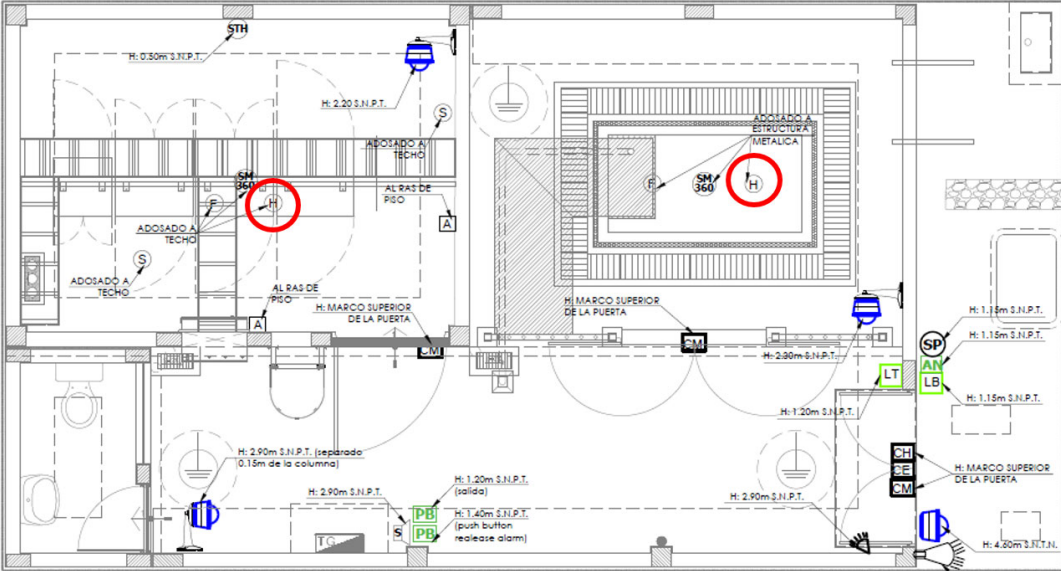 STH
H: 0.50m S.N.P.T.
H: 2.20 S.N.P.T.
S
ADOSADO A
TECHO
ADOSADO A
ESTRUCTURA
METALICA
SM
360
F
H
AL RAS DE
PISO
A
ADOSADO A
TECHO
S
ADOSADO A
TECHO
F
SM
360
H
AL RAS DE
PISO
A
H: MARCO SUPERIOR
DE LA PUERTA
CM
H: MARCO SUPERIOR
DE LA PUERTA
CM
H: 2.30m S.N.P.T.
H: 1.15m S.N.P.T.
SP
H: 1.15m S.N.P.T.
AN
LB
H: 1.15m S.N.P.T.
LT
H: 1.20m S.N.P.T.
H: 2.90m S.N.P.T. (separado
0.15m de la columna)
H: 2.90m S.N.P.T.
S
TG
H: 1.20m S.N.P.T.
(salida)
PB
H: 1.40m S.N.P.T.
(push button
realease alarm)
PB
H: 2.90m S.N.P.T.
CH
CE
CM
H: MARCO SUPERIOR
DE LA PUERTA
H: 4.60m S.N.T.N.